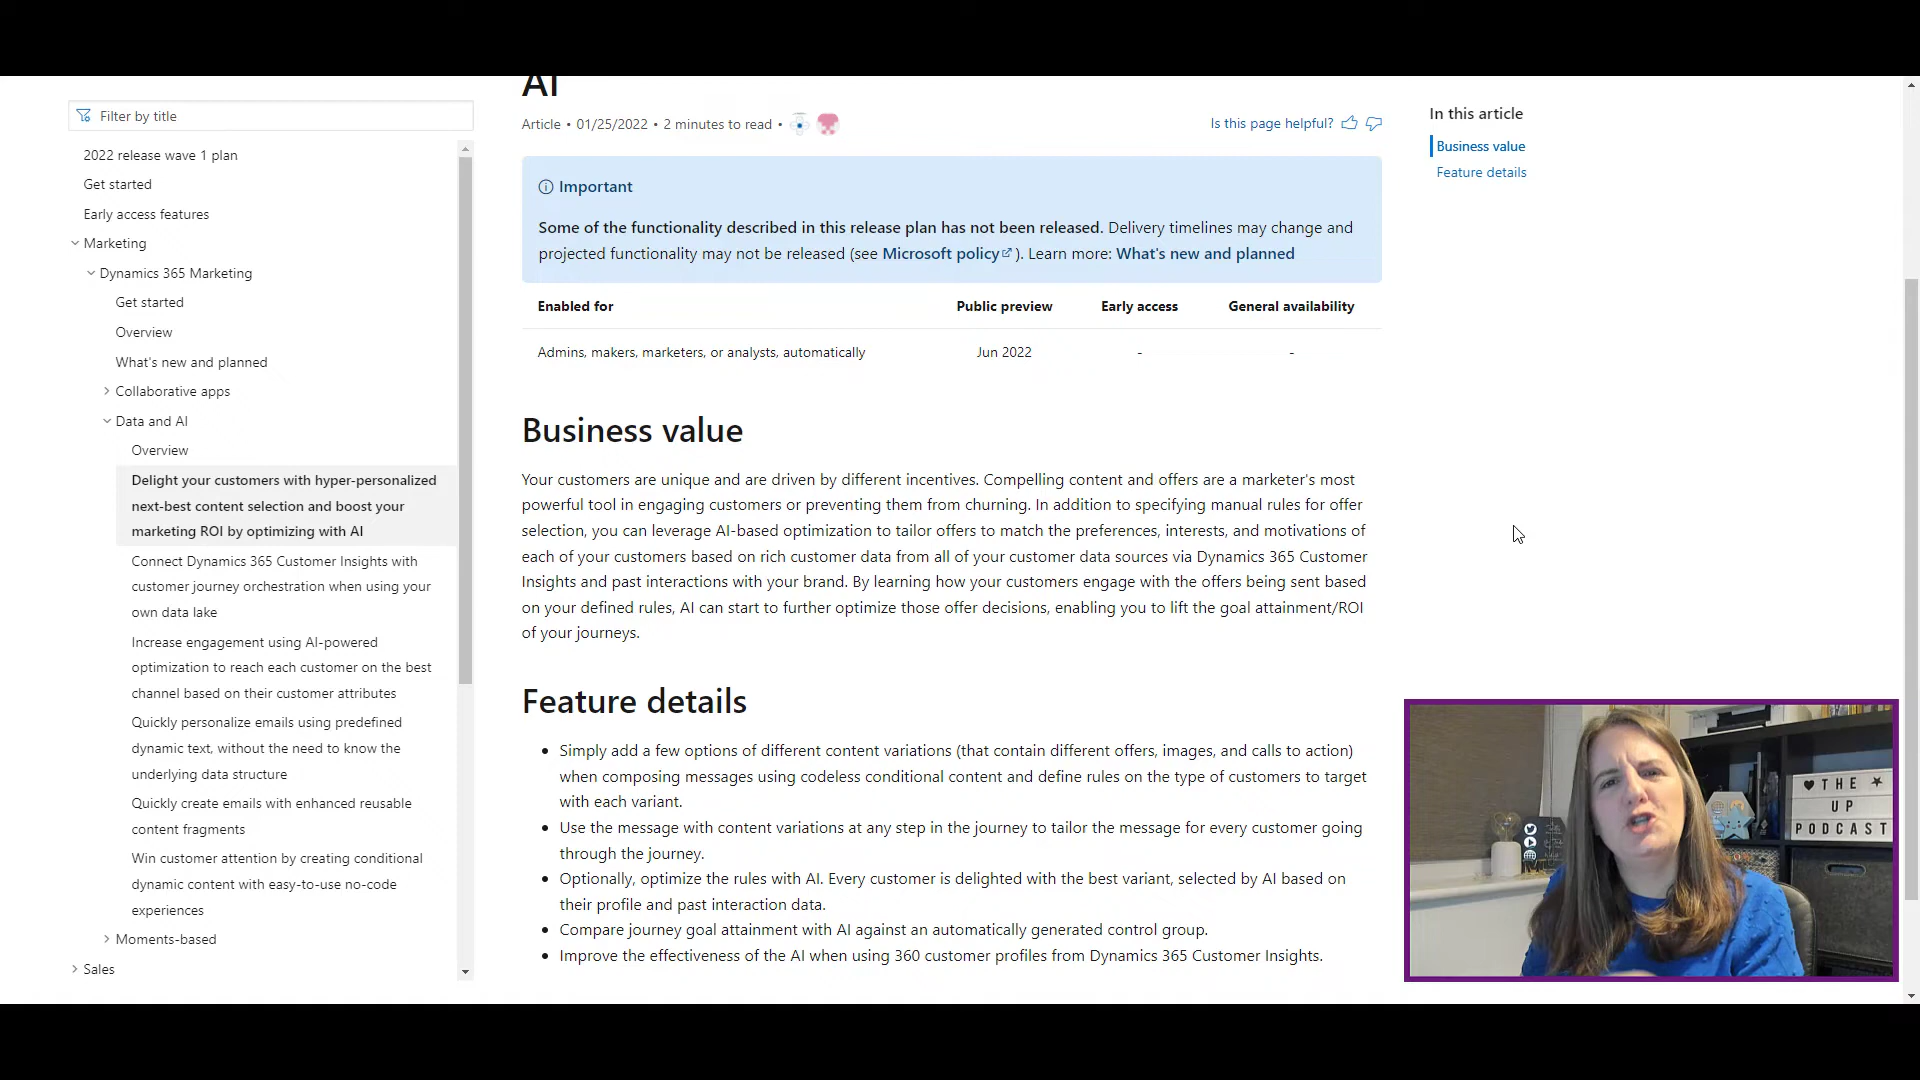 AI
Filter by title
Article • 01/25/2022 • 2 minutes to read •
Is this page helpful?
In this article
Business value
Feature details
2022 release wave 1 plan
Get started
Early access features
Marketing
Dynamics 365 Marketing
Get started
Overview
What's new and planned
Collaborative apps
Data and AI
Overview
Delight your customers with hyper-personalized
next-best content selection and boost your
marketing ROI by optimizing with AI
Connect Dynamics 365 Customer Insights with
customer journey orchestration when using your
own data lake
Increase engagement using AI-powered
optimization to reach each customer on the best
channel based on their customer attributes
Quickly personalize emails using predefined
dynamic text, without the need to know the
underlying data structure
Quickly create emails with enhanced reusable
content fragments
Win customer attention by creating conditional
dynamic content with easy-to-use no-code
experiences
Moments-based
Sales
Important
Some of the functionality described in this release plan has not been released. Delivery timelines may change and
projected functionality may not be released (see Microsoft policy). Learn more: What's new and planned
Enabled for Public preview Early access General availability
Admins, makers, marketers, or analysts, automatically Jun 2022 - -
Business value
Your customers are unique and are driven by different incentives. Compelling content and offers are a marketer's most
powerful tool in engaging customers or preventing them from churning. In addition to specifying manual rules for offer
selection, you can leverage AI-based optimization to tailor offers to match the preferences, interests, and motivations of
each of your customers based on rich customer data from all of your customer data sources via Dynamics 365 Customer
Insights and past interactions with your brand. By learning how your customers engage with the offers being sent based
on your defined rules, AI can start to further optimize those offer decisions, enabling you to lift the goal attainment/ROI
of your journeys.
Feature details
• Simply add a few options of different content variations (that contain different offers, images, and calls to action)
when composing messages using codeless conditional content and define rules on the type of customers to target
with each variant.
• Use the message with content variations at any step in the journey to tailor the message for every customer going
through the journey.
• Optionally, optimize the rules with AI. Every customer is delighted with the best variant, selected by AI based on
their profile and past interaction data.
• Compare journey goal attainment with AI against an automatically generated control group.
• Improve the effectiveness of the AI when using 360 customer profiles from Dynamics 365 Customer Insights.
♥ THE ★
UP
PODCAST